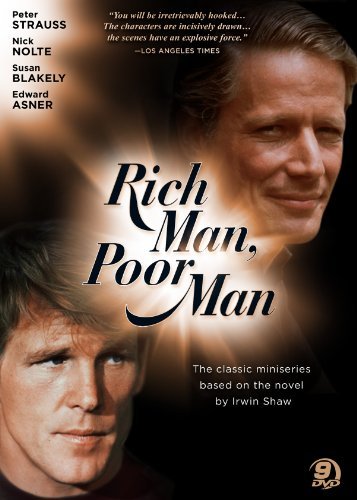 Peter
STRAUSS
Nick
NOLTE
Susan
BLAKELY
Edward
ASNER
"You will be irretrievably hooked...
The characters are incisively drawn...
the scenes have an explosive force."
—LOS ANGELES TIMES
Rich
Man,
Poor
Man
The classic miniseries
based on the novel
by Irwin Shaw
9
DVD